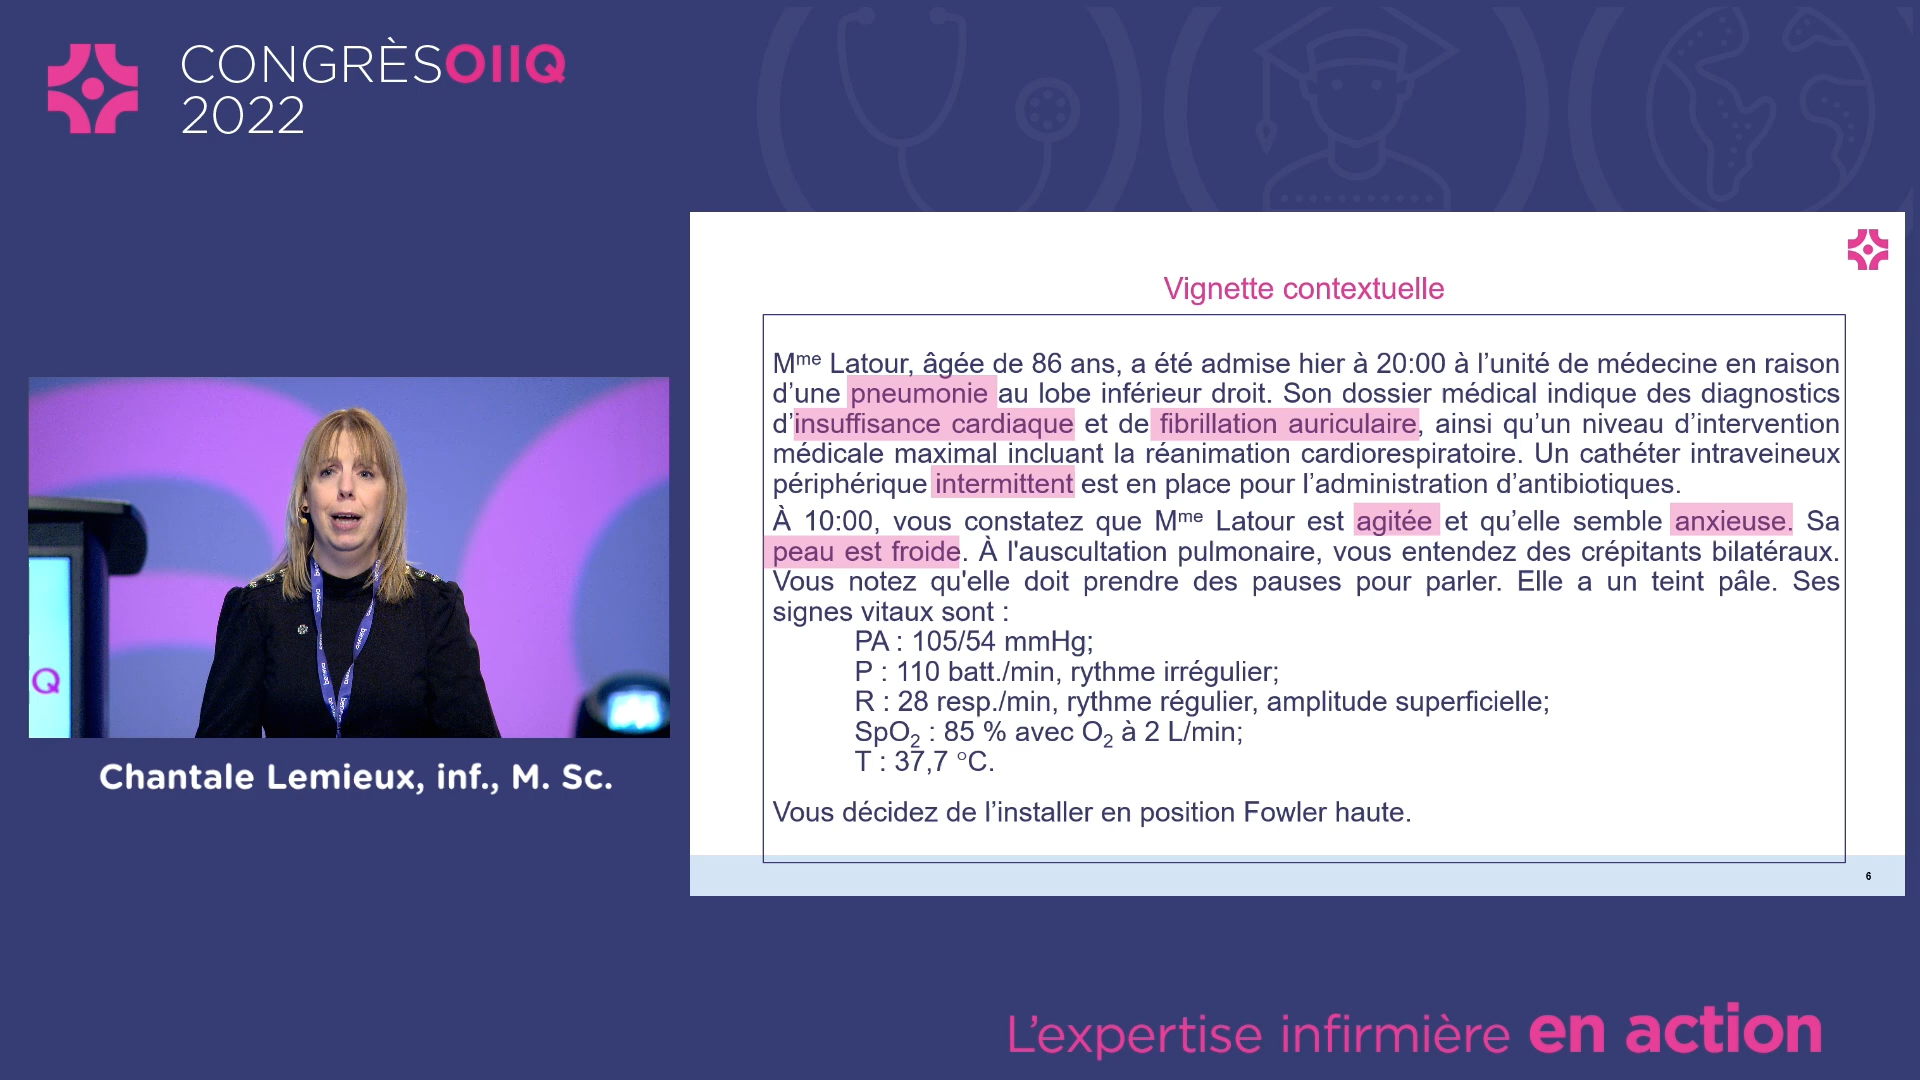 CONGRÈSOIIQ
2022
Vignette contextuelle
Mme Latour, âgée de 86 ans, a été admise hier à 20:00 à l’unité de médecine en raison
d’une pneumonie au lobe inférieur droit. Son dossier médical indique des diagnostics
d’insuffisance cardiaque et de fibrillation auriculaire, ainsi qu’un niveau d’intervention
médicale maximal incluant la réanimation cardiorespiratoire. Un cathéter intraveineux
périphérique intermittent est en place pour l’administration d’antibiotiques.
À 10:00, vous constatez que Mme Latour est agitée et qu’elle semble anxieuse. Sa
peau est froide. À l'auscultation pulmonaire, vous entendez des crépitants bilatéraux.
Vous notez qu'elle doit prendre des pauses pour parler. Elle a un teint pâle. Ses
signes vitaux sont :
PA : 105/54 mmHg;
P : 110 batt./min, rythme irrégulier;
R : 28 resp./min, rythme régulier, amplitude superficielle;
SpO2 : 85 % avec O2 à 2 L/min;
T : 37,7 °C.
Vous décidez de l’installer en position Fowler haute.
6
Q
Chantale Lemieux, inf., M. Sc.
L’expertise infirmière en action